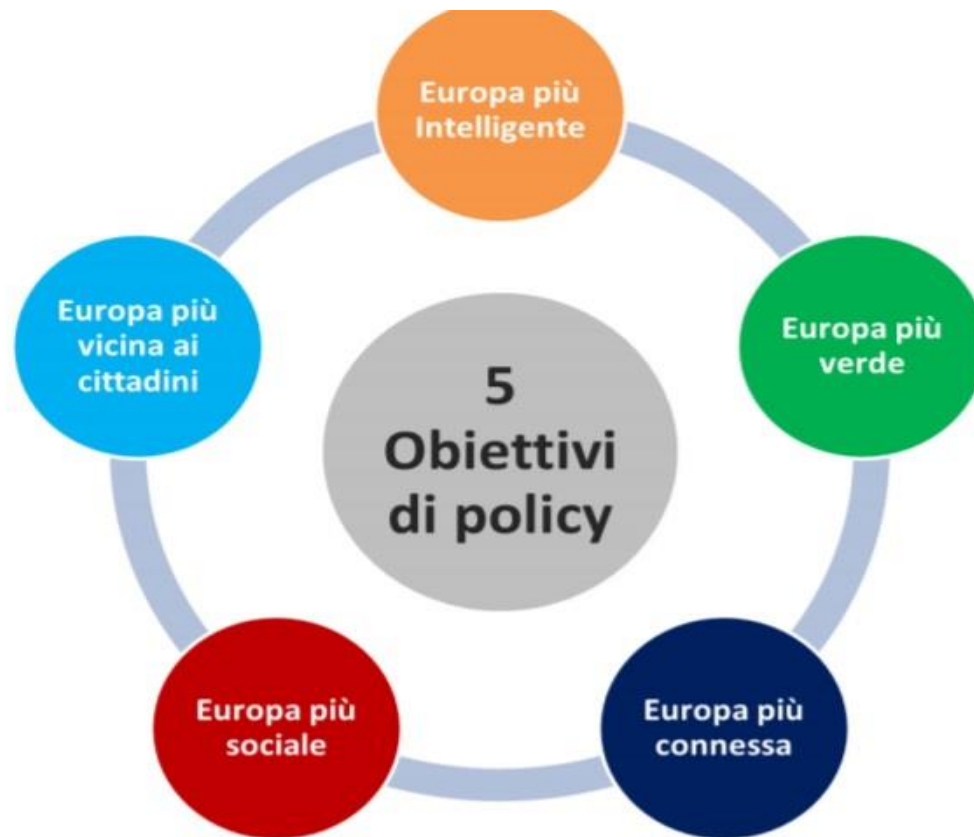 5
Obiettivi
di policy
Europa più
Intelligente
Europa più
verde
Europa più
connessa
Europa più
sociale
Europa più
vicina ai
cittadini